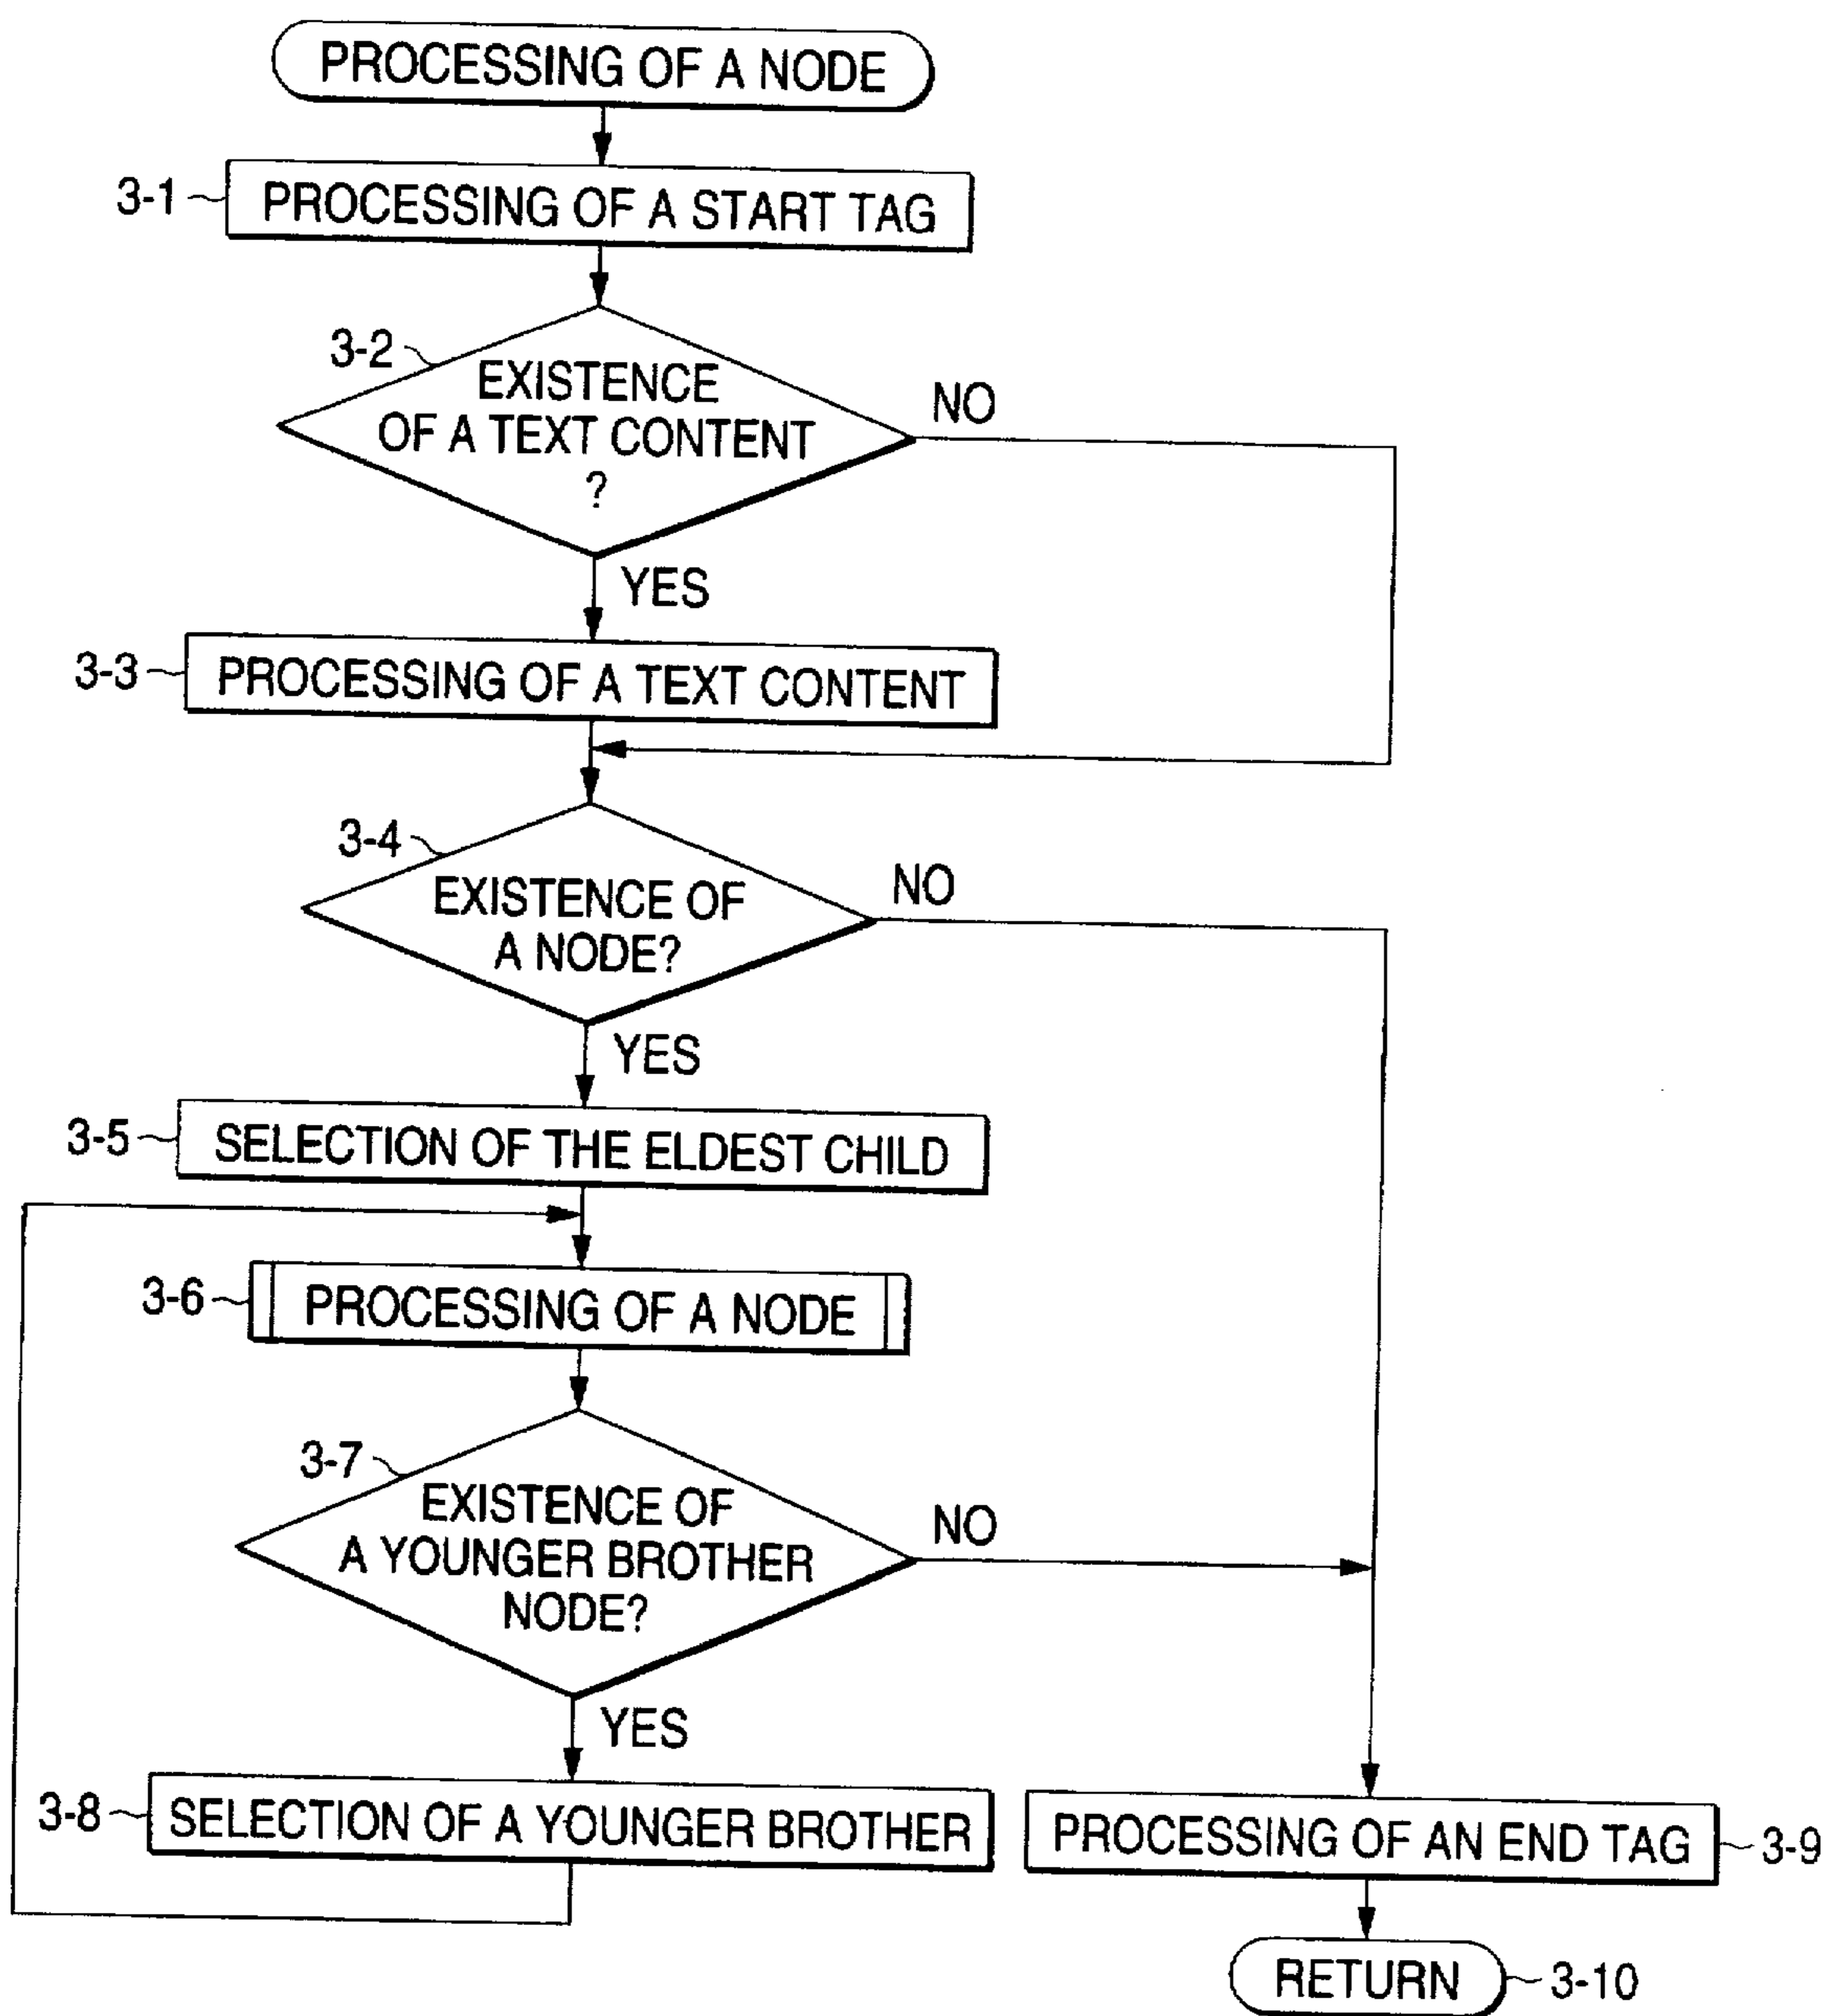 PROCESSING OF A NODE
3-1
PROCESSING OF A START TAG
3-2
EXISTENCE
OF A TEXT CONTENT
?
NO
YES
3-3
PROCESSING OF A TEXT CONTENT
3-4
EXISTENCE OF
A NODE?
NO
YES
3-5
SELECTION OF THE ELDEST CHILD
3-6
PROCESSING OF A NODE
3-7
EXISTENCE OF
A YOUNGER BROTHER
NODE?
NO
YES
3-8
SELECTION OF A YOUNGER BROTHER
PROCESSING OF AN END TAG
3-9
RETURN
3-10